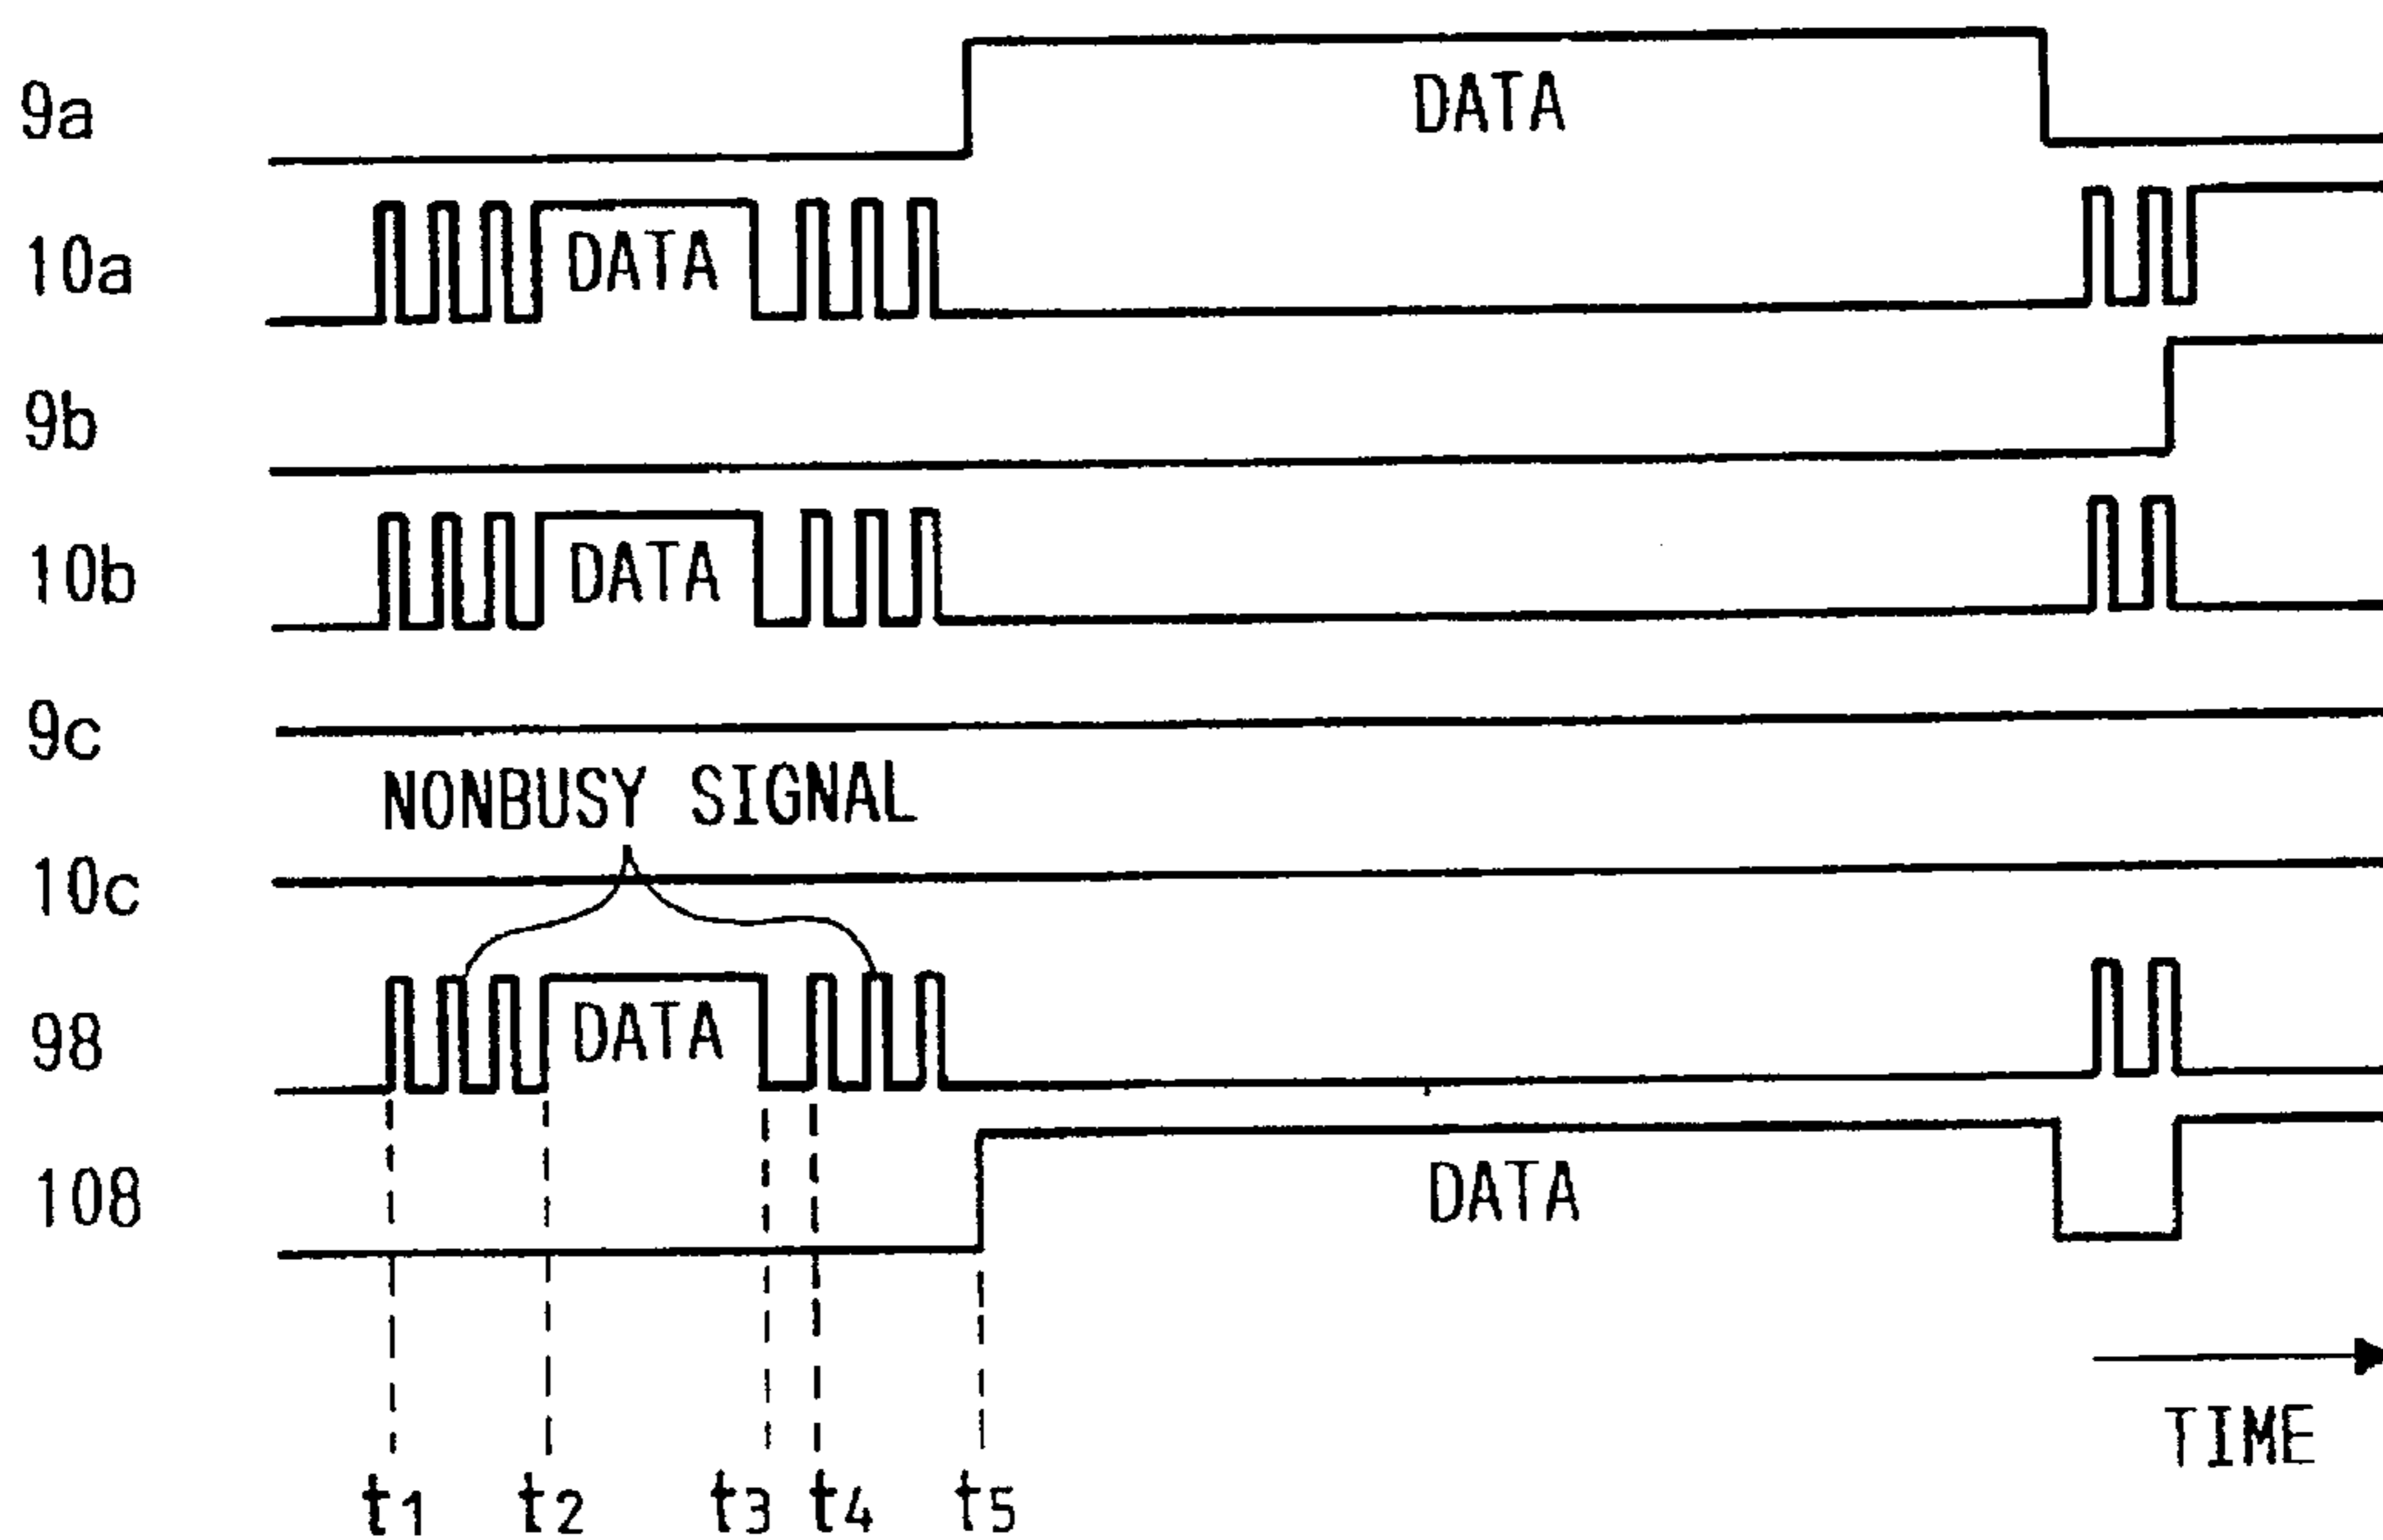 9a DATA
10a DATA
9b
10b DATA
9c
NONBUSY SIGNAL
10c
98 DATA
108 DATA
TIME
t1 t2 t3 t4 t5